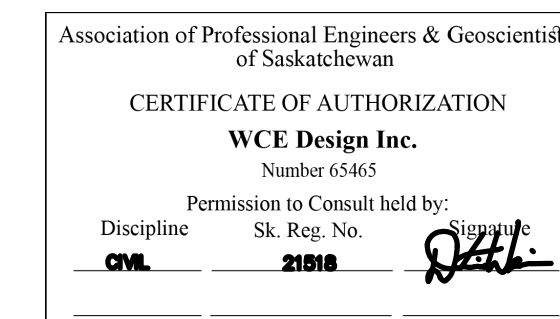 Association of Professional Engineers & Geoscientist
of Saskatchewan
CERTIFICATE OF AUTHORIZATION
WCE Design Inc.
Number 65465
Permission to Consult held by:
Discipline Sk. Reg. No. Signature
CIVIL 21518